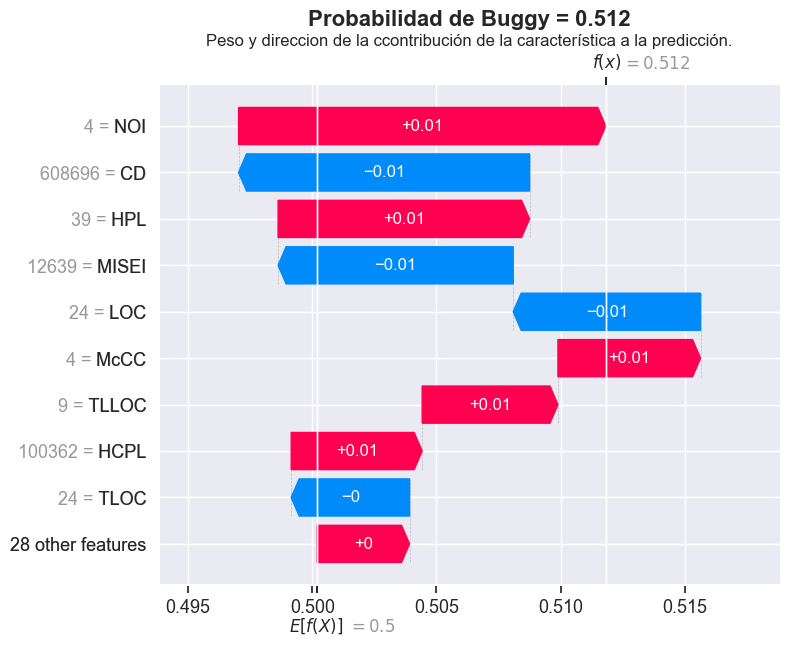 Probabilidad de Buggy = 0.512
Peso y direccion de la ccontribución de la característica a la predicción.
f(x) = 0.512
4 = NOI +0.01
608696 = CD −0.01
39 = HPL +0.01
12639 = MISEI −0.01
24 = LOC −0.01
4 = McCC +0.01
9 = TLLOC +0.01
100362 = HCPL +0.01
24 = TLOC −0
28 other features +0
0.495 0.500 0.505 0.510 0.515
E[f(X)] = 0.5